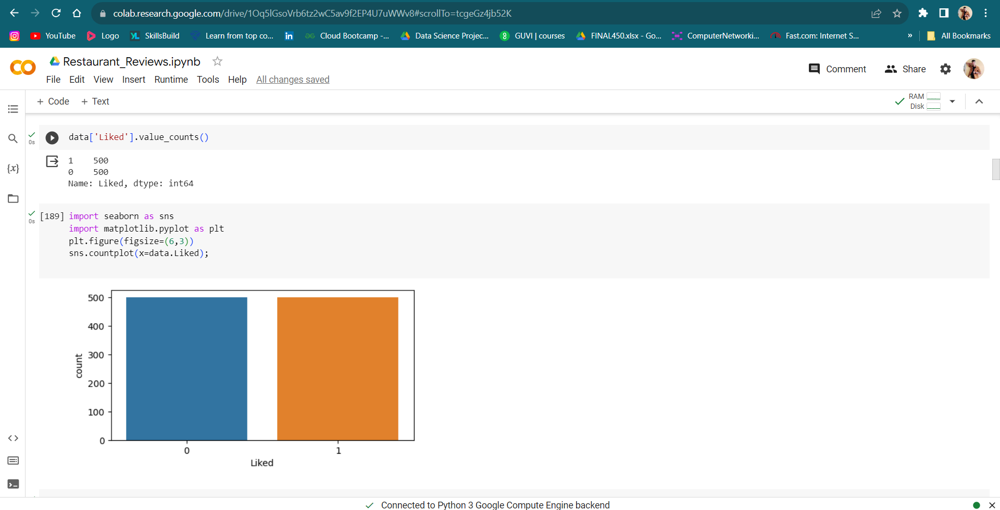 colab.research.google.com/drive/1Oq5lGsoVrb6tz2wC5av9f2EP4U7uWWv8#scrollTo=tcgeGz4jb52K
YouTube Logo SkillsBuild Learn from top co... Cloud Bootcamp -... Data Science Projec... GUVI | courses FINAL450.xlsx - Go... ComputerNetworki... Fast.com: Internet S... » All Bookmarks
Restaurant_Reviews.ipynb
Comment Share
File Edit View Insert Runtime Tools Help All changes saved
+ Code + Text
RAM
Disk
data['Liked'].value_counts()
0s
1 500
0 500
Name: Liked, dtype: int64
[189] import seaborn as sns
0s
import matplotlib.pyplot as plt
plt.figure(figsize=(6,3))
sns.countplot(x=data.Liked);
500
400
300
200
100
0
count
0 1
Liked
Connected to Python 3 Google Compute Engine backend